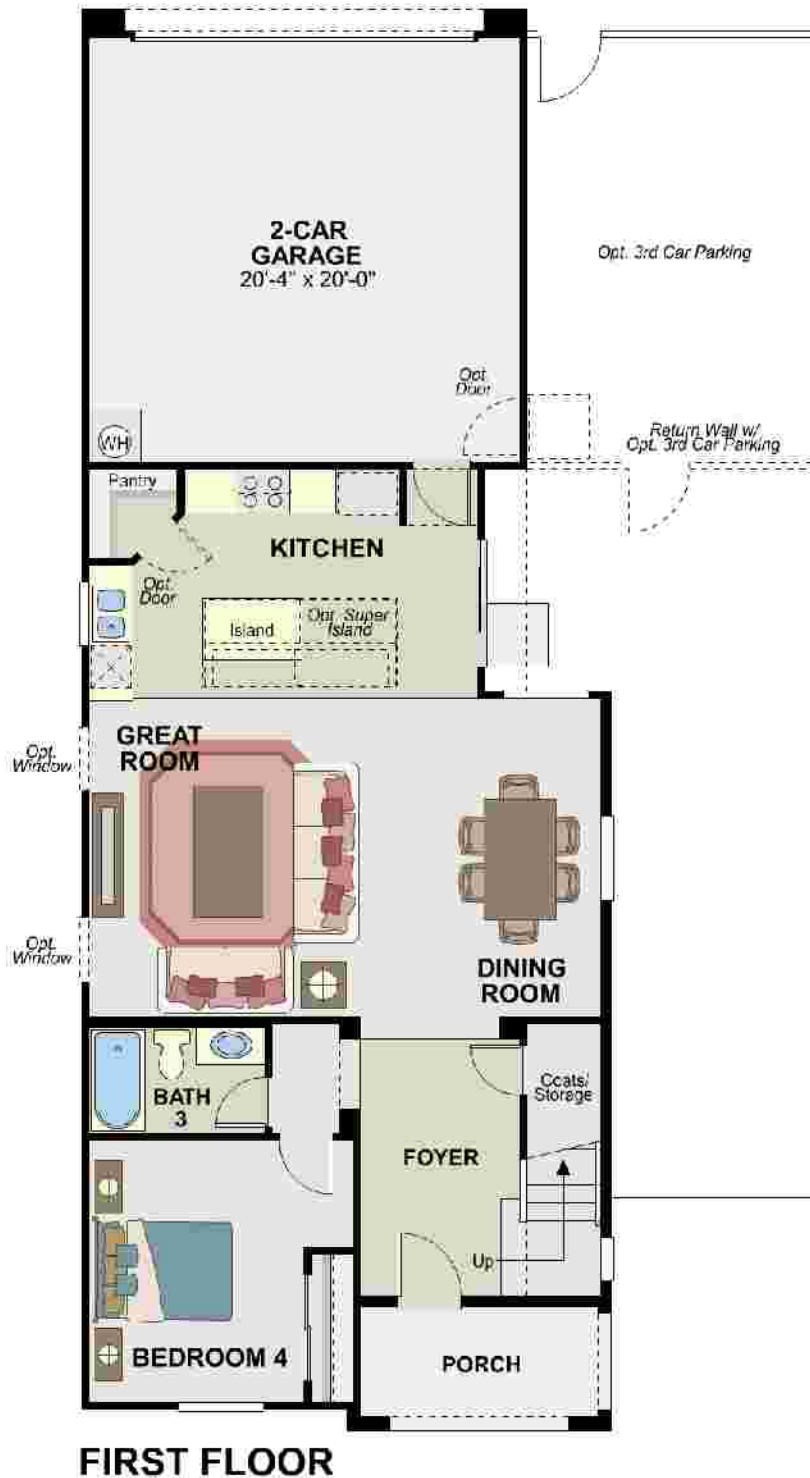 2-CAR
GARAGE
20'-4" x 20'-0"
Opt. 3rd Car Parking
Opt.
Door
WH
Return Wall w/
Opt. 3rd Car Parking
Pantry
KITCHEN
Opt.
Door
Island
Opt. Super
Island
GREAT
ROOM
Opt.
Window
Opt.
Window
DINING
ROOM
BATH
3
Coats/
Storage
FOYER
Up
BEDROOM 4
PORCH
FIRST FLOOR